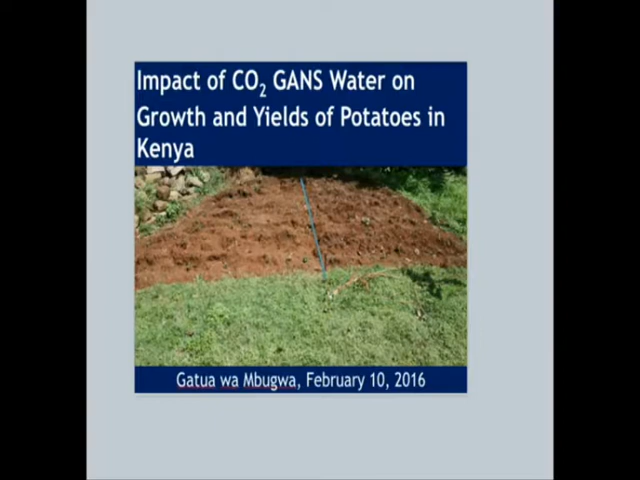 Impact of CO₂ GANS Water on
Growth and Yields of Potatoes in
Kenya
Gatua wa Mbugwa, February 10, 2016